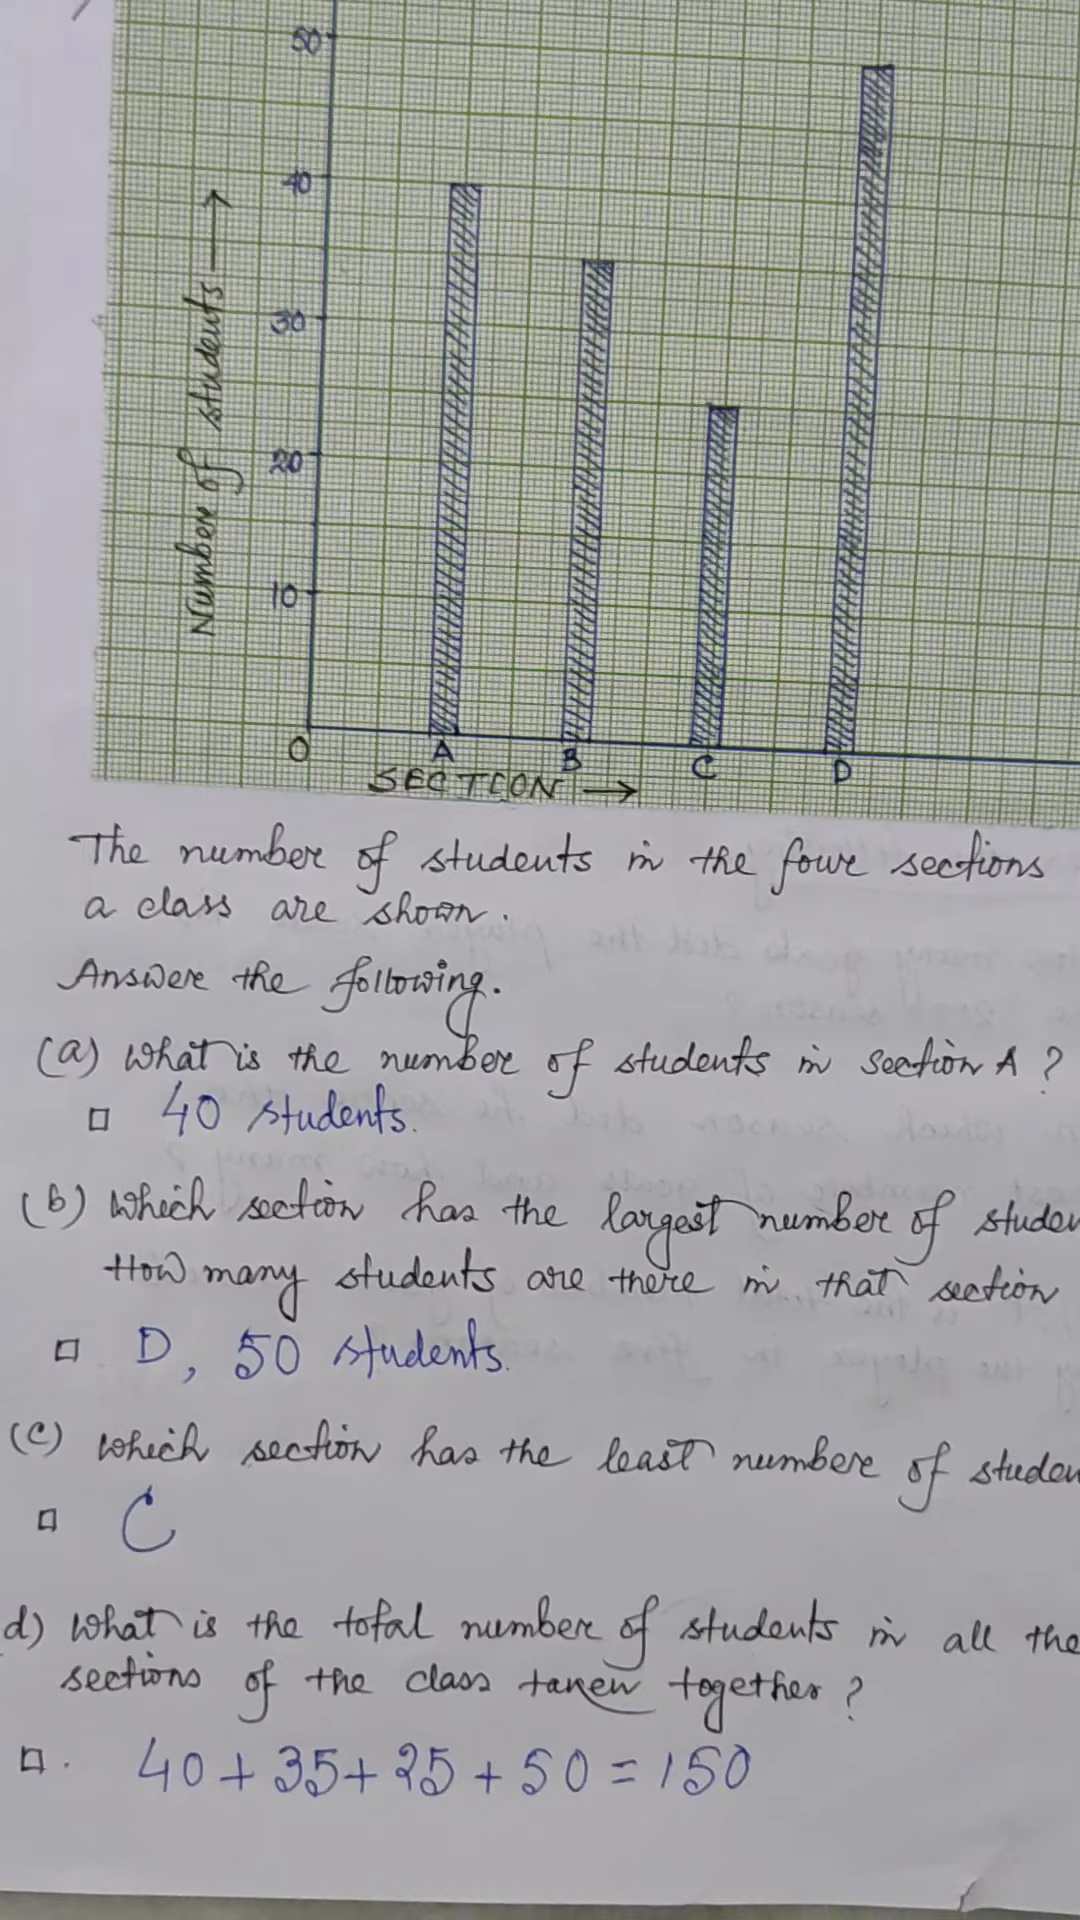 50
40
30
20
10
0
Number of students →
A B C D
SECTION →
The number of students in the four sections
a class are shown.
Answer the following.
(a) What is the number of students in section A ?
40 students.
(b) Which section has the largest number of studen
How many students are there in that section
D, 50 students.
(c) Which section has the least number of studen
C
d) What is the total number of students in all the
sections of the class taken together ?
40 + 35 + 25 + 50 = 150